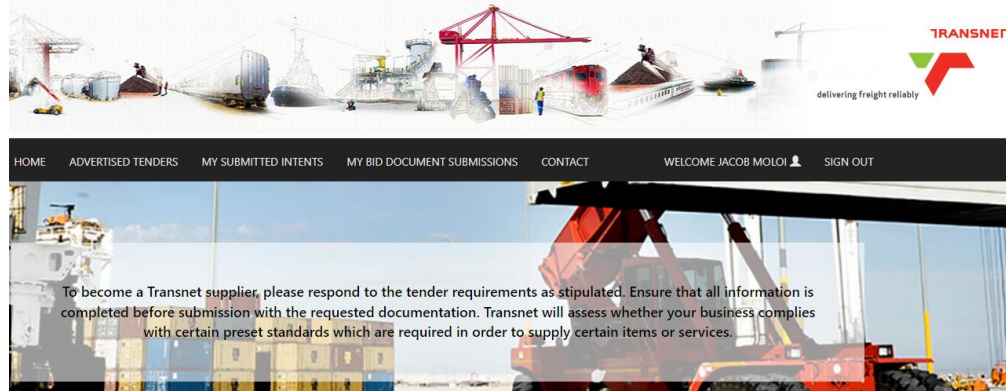 TRANSNET
delivering freight reliably
HOME ADVERTISED TENDERS MY SUBMITTED INTENTS MY BID DOCUMENT SUBMISSIONS CONTACT WELCOME JACOB MOLOI SIGN OUT
To become a Transnet supplier, please respond to the tender requirements as stipulated. Ensure that all information is
completed before submission with the requested documentation. Transnet will assess whether your business complies
with certain preset standards which are required in order to supply certain items or services.